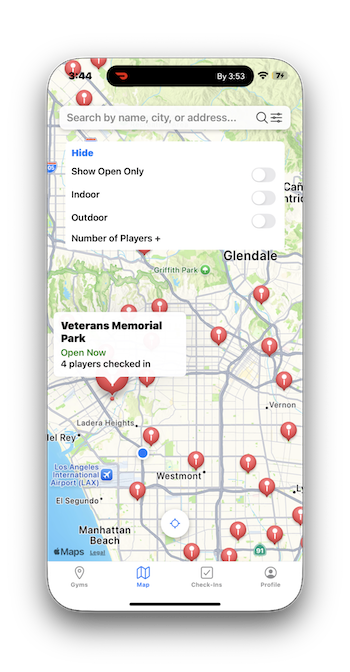 3:44
By 3:53
7
Search by name, city, or address...
Hide
Show Open Only
Indoor
Outdoor
Number of Players +
Glendale
Griffith Park
Veterans Memorial
Park
Open Now
4 players checked in
Vernon
Ladera Heights
del Rey
Los Angeles
International
Airport (LAX)
Westmont
El Segundo
Manhattan
Beach
91
Maps
Legal
Gyms
Map
Check-Ins
Profile